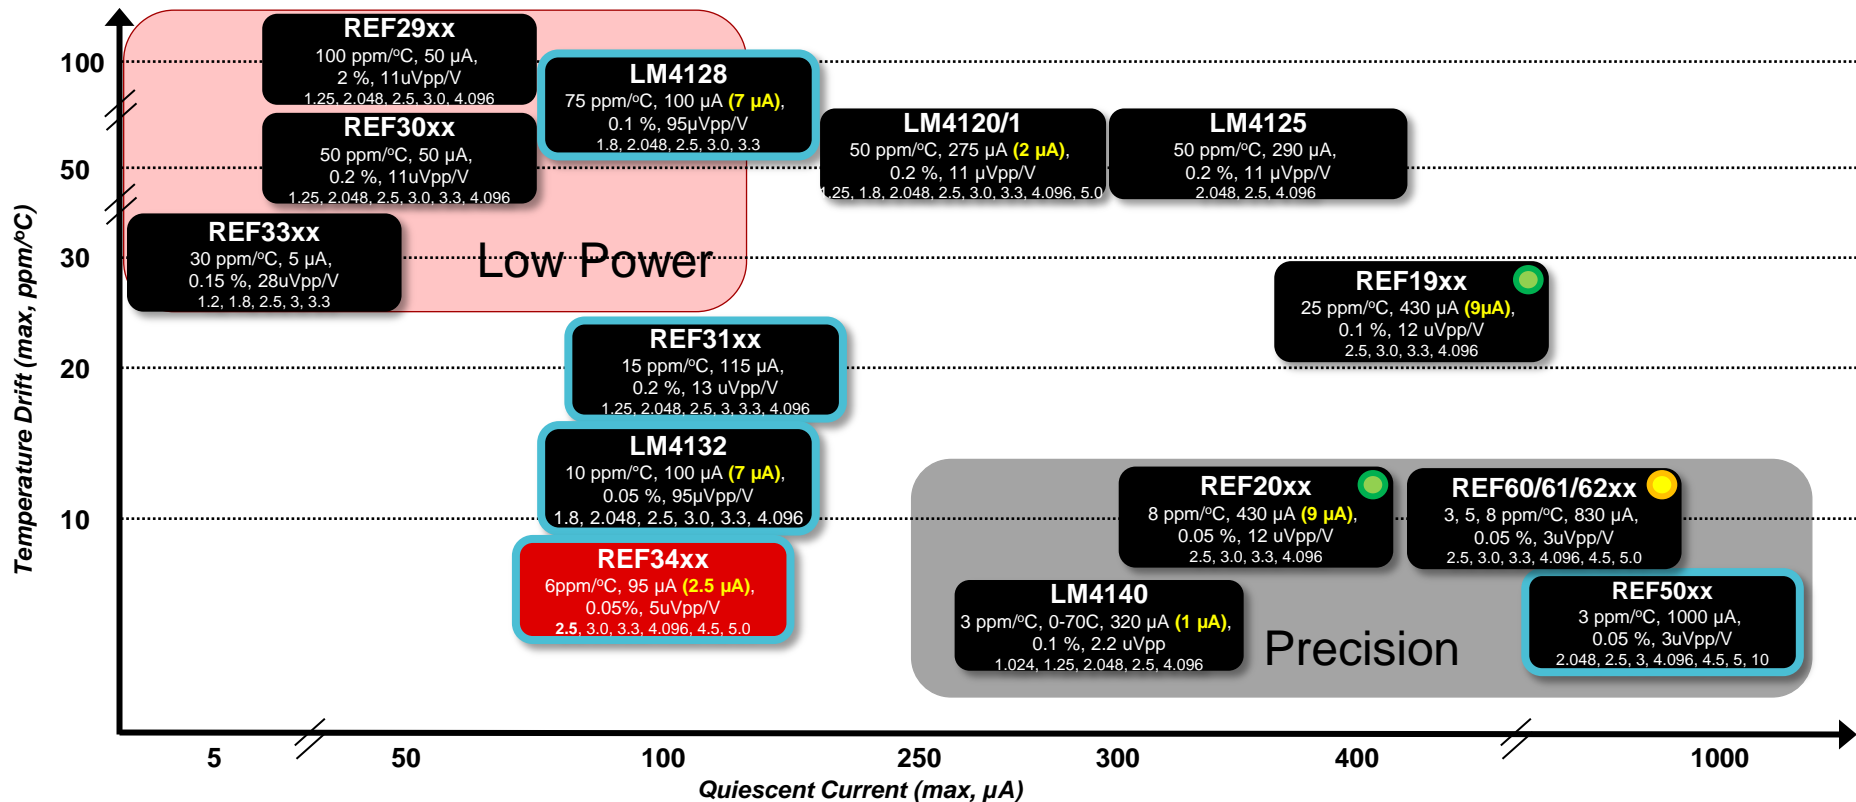 REF29xx
100 ppm/ºC, 50 µA,
2 %, 11uVpp/V
1.25, 2.048, 2.5, 3.0, 4.096
LM4128
75 ppm/ºC, 100 µA (7 µA),
0.1 %, 95µVpp/V
1.8, 2.048, 2.5, 3.0, 3.3
REF30xx
50 ppm/ºC, 50 µA,
0.2 %, 11uVpp/V
1.25, 2.048, 2.5, 3.0, 3.3, 4.096
LM4120/1
50 ppm/ºC, 275 µA (2 µA),
0.2 %, 11 µVpp/V
1.25, 1.8, 2.048, 2.5, 3.0, 3.3, 4.096, 5.0
LM4125
50 ppm/ºC, 290 µA,
0.2 %, 11 µVpp/V
2.048, 2.5, 4.096
REF33xx
30 ppm/ºC, 5 µA,
0.15 %, 28uVpp/V
1.2, 1.8, 2.5, 3, 3.3
Low Power
REF19xx
25 ppm/ºC, 430 µA (9µA),
0.1 %, 12 uVpp/V
2.5, 3.0, 3.3, 4.096
REF31xx
15 ppm/ºC, 115 µA,
0.2 %, 13 uVpp/V
1.25, 2.048, 2.5, 3, 3.3, 4.096
LM4132
10 ppm/ºC, 100 µA (7 µA),
0.05 %, 95µVpp/V
1.8, 2.048, 2.5, 3.0, 3.3, 4.096
REF20xx
8 ppm/ºC, 430 µA (9 µA),
0.05 %, 12 uVpp/V
2.5, 3.0, 3.3, 4.096
REF60/61/62xx
3, 5, 8 ppm/ºC, 830 µA,
0.05 %, 3uVpp/V
2.5, 3.0, 3.3, 4.096, 4.5, 5.0
REF34xx
6ppm/ºC, 95 µA (2.5 µA),
0.05%, 5uVpp/V
2.5, 3.0, 3.3, 4.096, 4.5, 5.0
LM4140
3 ppm/ºC, 0-70C, 320 µA (1 µA),
0.1 %, 2.2 uVpp
1.024, 1.25, 2.048, 2.5, 4.096
Precision
REF50xx
3 ppm/ºC, 1000 µA,
0.05 %, 3uVpp/V
2.048, 2.5, 3, 4.096, 4.5, 5, 10
Temperature Drift (max, ppm/ºC)
100
50
30
20
10
5
50
100
250
300
400
1000
Quiescent Current (max, µA)